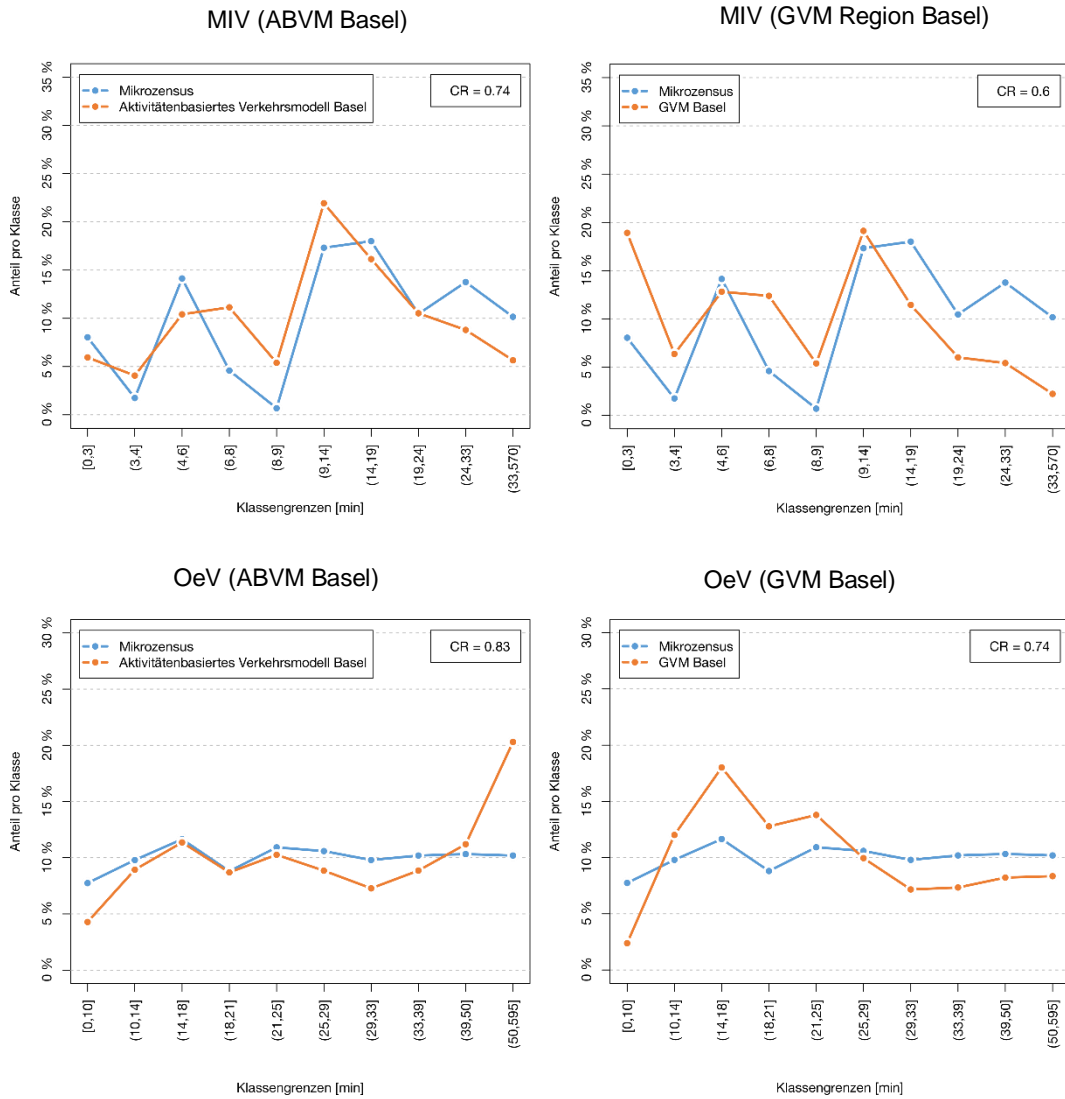 MIV (ABVM Basel)
Mikrozensus
Aktivitätenbasiertes Verkehrsmodell Basel
CR = 0.74
Anteil pro Klasse
35 %
30 %
25 %
20 %
15 %
10 %
5 %
0 %
[0,3]
(3,4]
(4,6]
(6,8]
(8,9]
(9,14]
(14,19]
(19,24]
(24,33]
(33,570]
Klassengrenzen [min]
MIV (GVM Region Basel)
Mikrozensus
GVM Basel
CR = 0.6
Anteil pro Klasse
35 %
30 %
25 %
20 %
15 %
10 %
5 %
0 %
[0,3]
(3,4]
(4,6]
(6,8]
(8,9]
(9,14]
(14,19]
(19,24]
(24,33]
(33,570]
Klassengrenzen [min]
OeV (ABVM Basel)
Mikrozensus
Aktivitätenbasiertes Verkehrsmodell Basel
CR = 0.83
Anteil pro Klasse
30 %
25 %
20 %
15 %
10 %
5 %
0 %
[0,10]
(10,14]
(14,18]
(18,21]
(21,25]
(25,29]
(29,33]
(33,39]
(39,50]
(50,595]
Klassengrenzen [min]
OeV (GVM Basel)
Mikrozensus
GVM Basel
CR = 0.74
Anteil pro Klasse
30 %
25 %
20 %
15 %
10 %
5 %
0 %
[0,10]
(10,14]
(14,18]
(18,21]
(21,25]
(25,29]
(29,33]
(33,39]
(39,50]
(50,595]
Klassengrenzen [min]